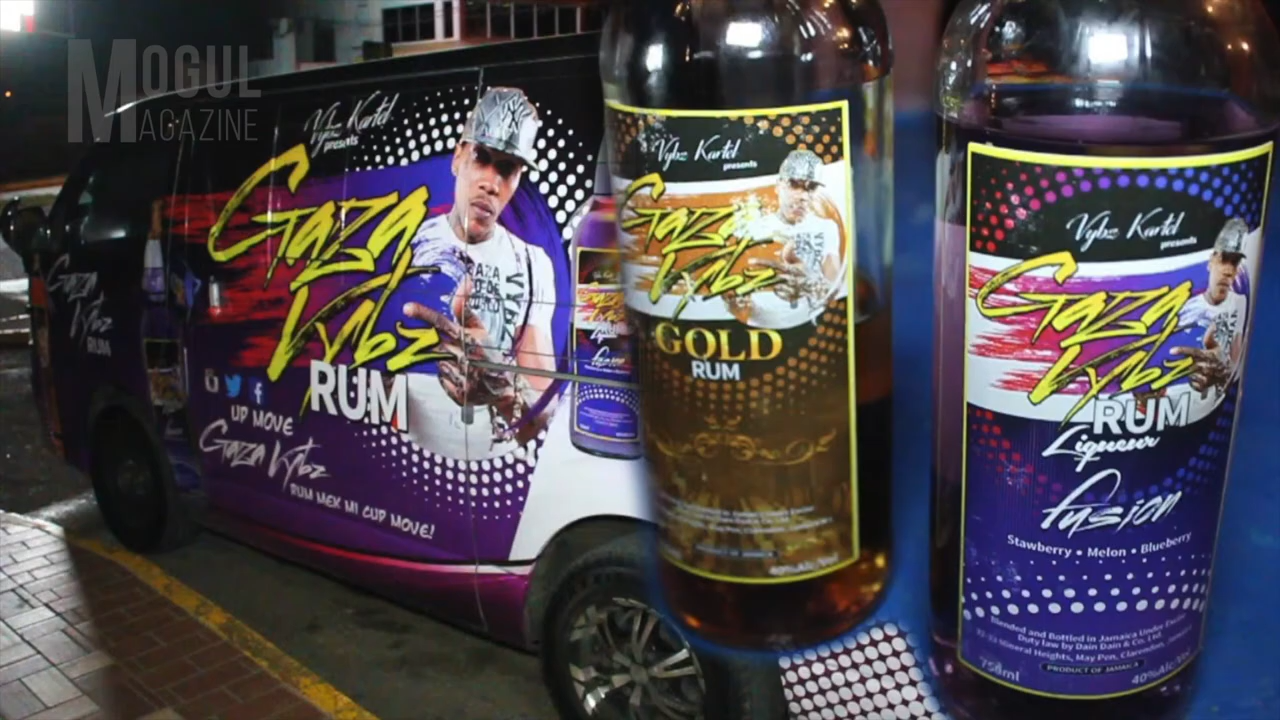 MOGUL
MAGAZINE
Vybz Kartel
presents
Gaza
Vybz
RUM
UP MOVE
Gaza Vybz
RUM MEK MI CUP MOVE!
Gaza
Vybz
RUM
Vybz Kartel
presents
Gaza
Vybz
GOLD
RUM
40%Alc/Vol
Vybz Kartel
presents
Gaza
Vybz
RUM
Liqueur
fusion
Stawberry • Melon • Blueberry
Blended and Bottled in Jamaica Under Excise
Duty law by Dain Dain & Co. Ltd.
Mineral Heights, May Pen, Clarendon, Jamaica
PRODUCT OF JAMAICA
750ml
40%Alc/Vol